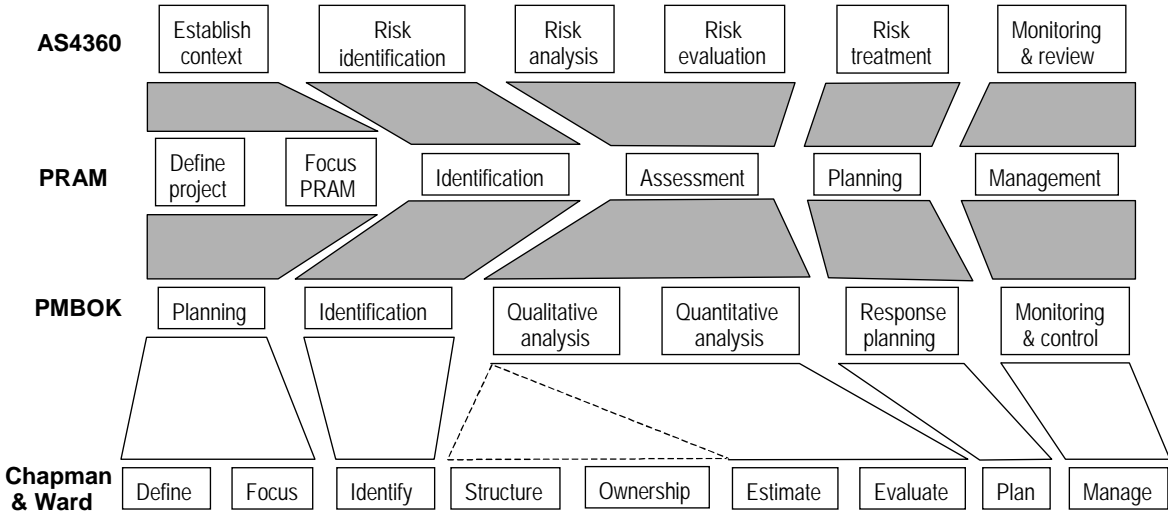 AS4360
Establish
context
Risk
identification
Risk
analysis
Risk
evaluation
Risk
treatment
Monitoring
& review
PRAM
Define
project
Focus
PRAM
Identification
Assessment
Planning
Management
PMBOK
Planning
Identification
Qualitative
analysis
Quantitative
analysis
Response
planning
Monitoring
& control
Chapman
& Ward
Define
Focus
Identify
Structure
Ownership
Estimate
Evaluate
Plan
Manage